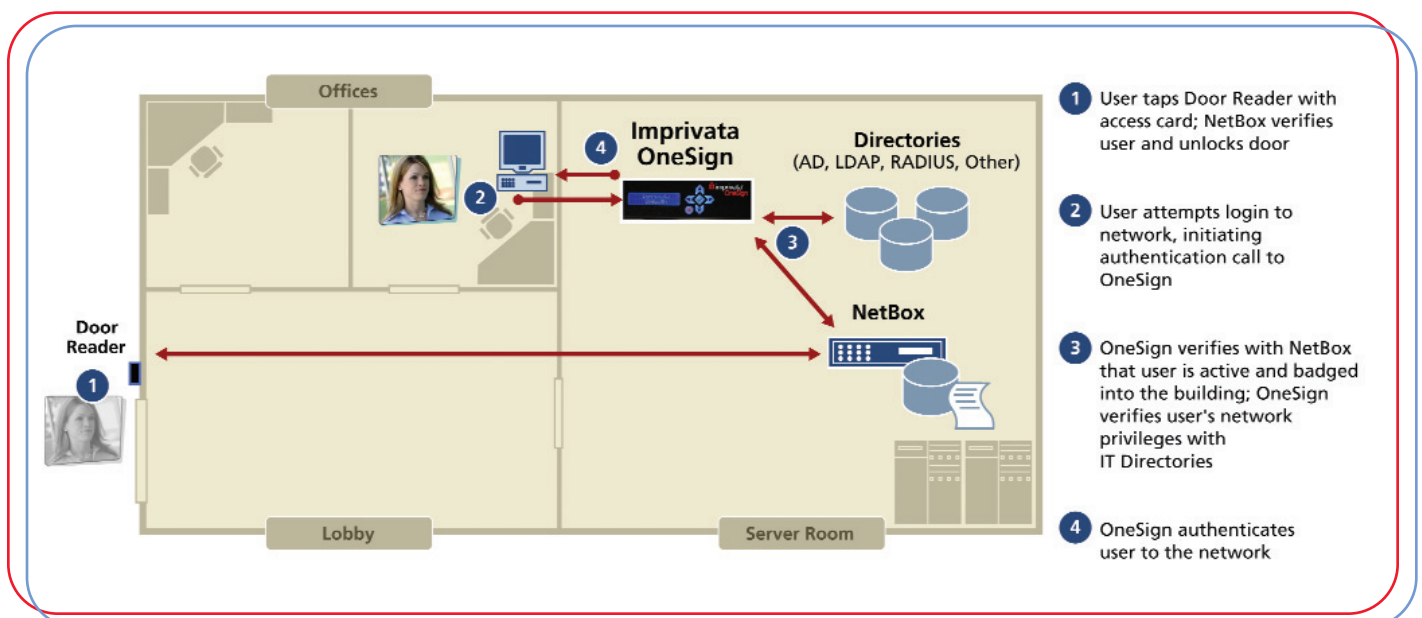 Offices
Imprivata
OneSign
Directories
(AD, LDAP, RADIUS, Other)
4
2
imprivata
OneSign
3
NetBox
Door
Reader
1
Lobby
Server Room
1 User taps Door Reader with
access card; NetBox verifies
user and unlocks door
2 User attempts login to
network, initiating
authentication call to
OneSign
3 OneSign verifies with NetBox
that user is active and badged
into the building; OneSign
verifies user's network
privileges with
IT Directories
4 OneSign authenticates
user to the network